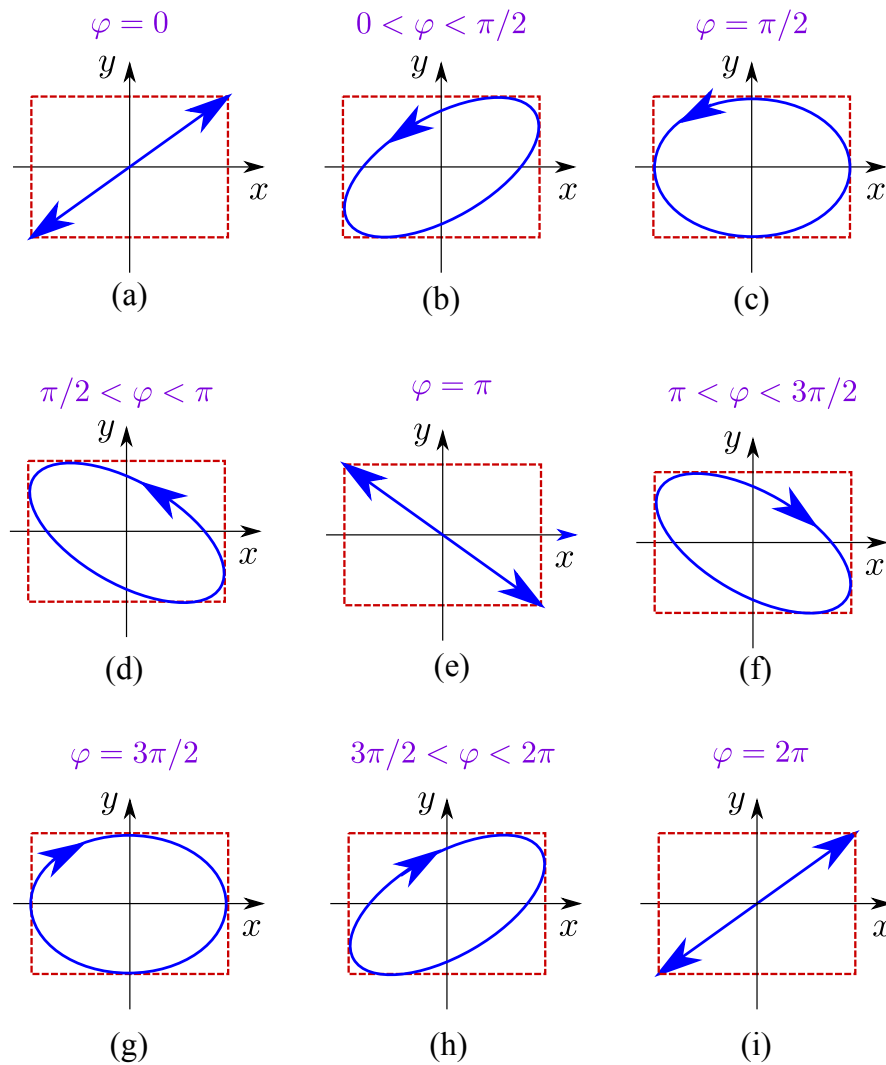 φ = 0
0 < φ < π/2
φ = π/2
y
y
y
x
x
x
(a)
(b)
(c)
π/2 < φ < π
φ = π
π < φ < 3π/2
y
y
y
x
x
x
(d)
(e)
(f)
φ = 3π/2
3π/2 < φ < 2π
φ = 2π
y
y
y
x
x
x
(g)
(h)
(i)